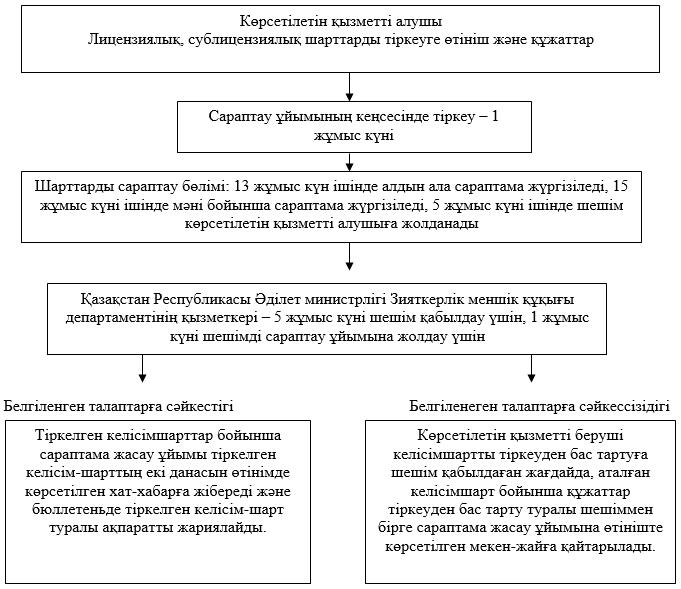 Көрсетілетін қызметті алушы
Лицензиялық, сублицензиялық шарттарды тіркеуге өтініш және құжаттар
Сараптау ұйымының кеңсесінде тіркеу – 1
жұмыс күні
Шарттарды сараптау бөлімі: 13 жұмыс күн ішінде алдын ала сараптама жүргізіледі, 15
жұмыс күні ішінде мәні бойынша сараптама жүргізіледі, 5 жұмыс күні ішінде шешім
көрсетілетін қызметті алушыға жолданады
Қазақстан Республикасы Әділет министрлігі Зияткерлік меншік құқығы
департаментінің қызметкері – 5 жұмыс күні шешім қабылдау үшін, 1 жұмыс
күні шешімді сараптау ұйымына жолдау үшін
Белгіленген талаптарға сәйкестігі
Тіркелген келісімшарттар бойынша
сараптама жасау ұйымы тіркелген
келісім-шарттың екі данасын өтінімде
көрсетілген хат-хабарға жібереді және
бюллетеньде тіркелген келісім-шарт
туралы ақпаратты жариялайды.
Белгіленеген талаптарға сәйкессізідігі
Көрсетілетін қызметті беруші
келісімшартты тіркеуден бас тартуға
шешім қабылдаған жағдайда, аталған
келісімшарт бойынша құжаттар
тіркеуден бас тарту туралы шешіммен
бірге сараптама жасау ұйымына өтініште
көрсетілген мекен-жайға қайтарылады.